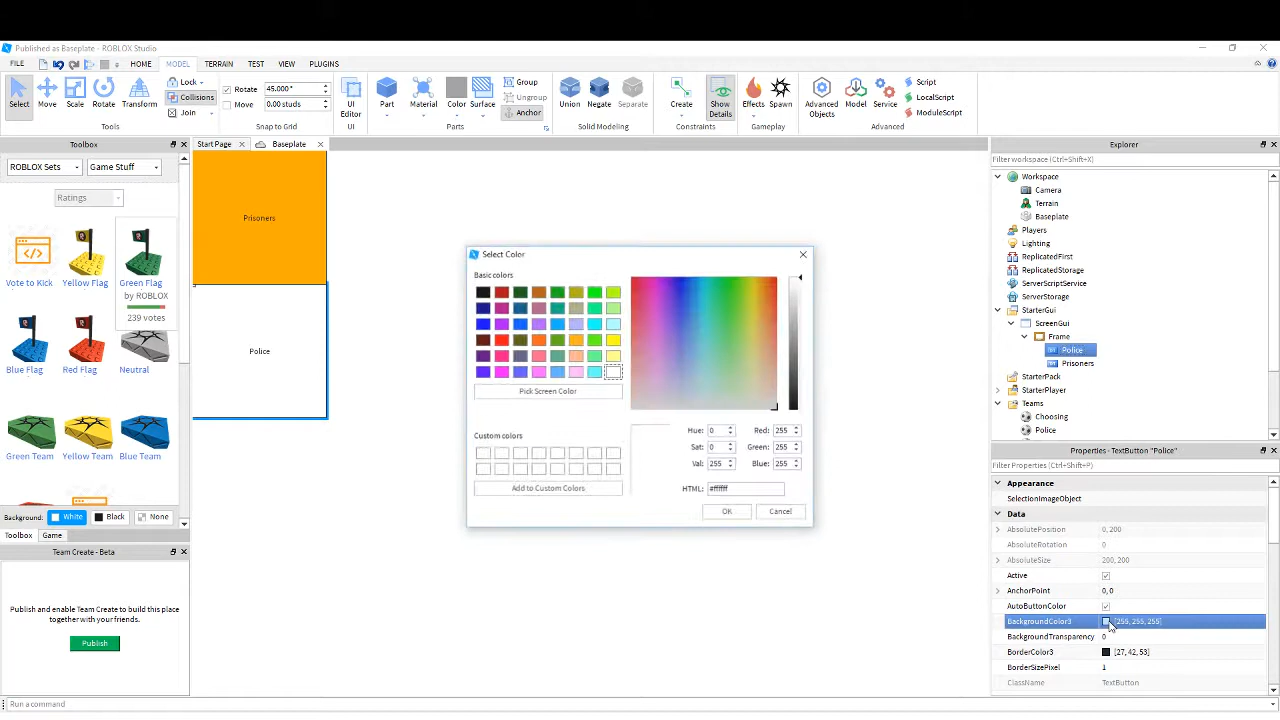 Published as Baseplate - ROBLOX Studio
FILE HOME MODEL TERRAIN TEST VIEW PLUGINS
Select Move Scale Rotate Transform
Lock
Collisions
Join
Tools
Rotate 45.000°
Move 0.00 studs
Snap to Grid
UI Editor
UI
Part Material Color Surface
Group
Ungroup
Anchor
Parts
Union Negate Separate
Solid Modeling
Create Show Details
Constraints
Effects Spawn
Gameplay
Advanced Objects Model Service
Script
LocalScript
ModuleScript
Advanced
Toolbox
ROBLOX Sets Game Stuff
Ratings
Vote to Kick Yellow Flag Green Flag
by ROBLOX
239 votes
Blue Flag Red Flag Neutral
Green Team Yellow Team Blue Team
Background: White Black None
Toolbox Game
Team Create - Beta
Publish and enable Team Create to build this place
together with your friends.
Publish
Run a command
Start Page Baseplate
Prisoners
Police
Select Color
Basic colors
Pick Screen Color
Custom colors
Add to Custom Colors
Hue: 0 Red: 255
Sat: 0 Green: 255
Val: 255 Blue: 255
HTML: #ffffff
OK Cancel
Explorer
Filter workspace (Ctrl+Shift+X)
Workspace
Camera
Terrain
Baseplate
Players
Lighting
ReplicatedFirst
ReplicatedStorage
ServerScriptService
ServerStorage
StarterGui
ScreenGui
Frame
Police
Prisoners
StarterPack
StarterPlayer
Teams
Choosing
Police
Properties - TextButton "Police"
Filter Properties (Ctrl+Shift+P)
Appearance
SelectionImageObject
Data
AbsolutePosition 0, 200
AbsoluteRotation 0
AbsoluteSize 200, 200
Active
AnchorPoint 0, 0
AutoButtonColor
BackgroundColor3 [255, 255, 255]
BackgroundTransparency 0
BorderColor3 [27, 42, 53]
BorderSizePixel 1
ClassName TextButton